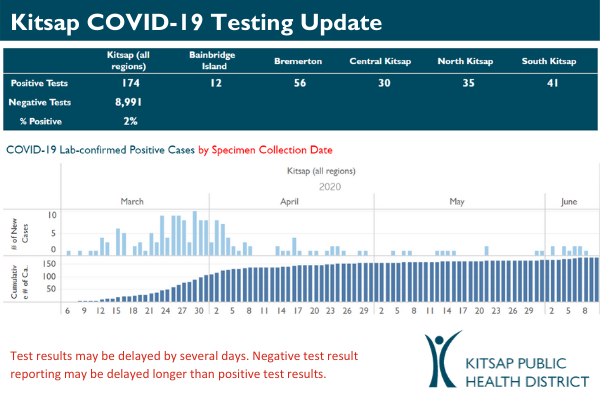 Kitsap COVID-19 Testing Update
Kitsap (all regions) Bainbridge Island Bremerton Central Kitsap North Kitsap South Kitsap
Positive Tests 174 12 56 30 35 41
Negative Tests 8,991
% Positive 2%
COVID-19 Lab-confirmed Positive Cases by Specimen Collection Date
Kitsap (all regions)
2020
March April May June
# of New Cases
10
5
0
Cumulativ e # of Ca..
150
100
50
6 9 12 15 18 21 24 27 30 2 5 8 11 14 17 20 23 26 29 2 5 8 11 14 17 20 23 26 29 2 5 8
Test results may be delayed by several days. Negative test result
reporting may be delayed longer than positive test results.
KITSAP PUBLIC
HEALTH DISTRICT